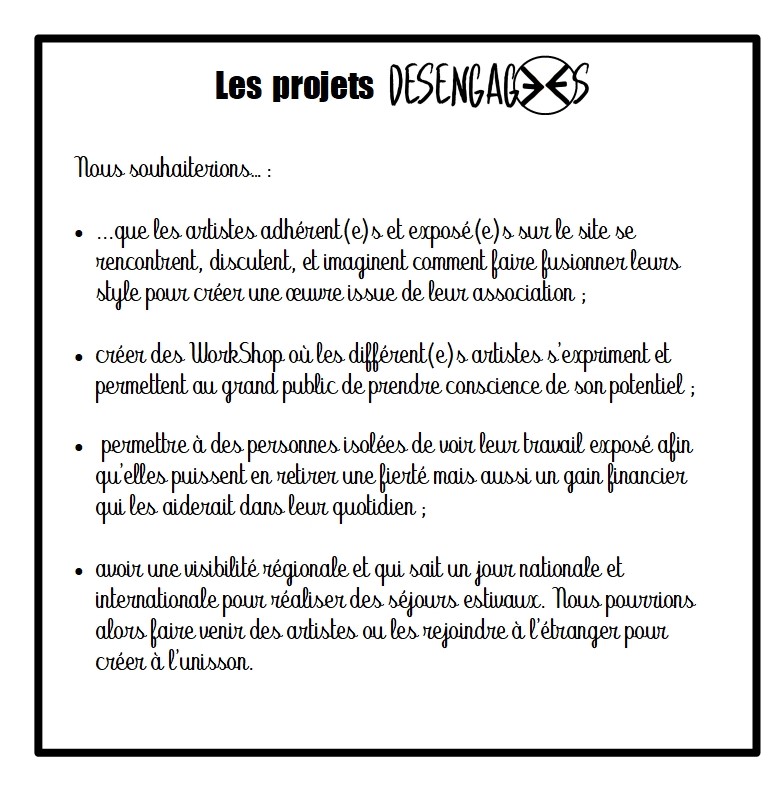 Les projets DESENGAGEES
Nous souhaiterions... :
• ...que les artistes adhérent(e)s et exposé(e)s sur le site se
rencontrent, discutent, et imaginent comment faire fusionner leurs
style pour créer une œuvre issue de leur association ;
• créer des WorkShop où les différent(e)s artistes s'expriment et
permettent au grand public de prendre conscience de son potentiel ;
• permettre à des personnes isolées de voir leur travail exposé afin
qu'elles puissent en retirer une fierté mais aussi un gain financier
qui les aiderait dans leur quotidien ;
• avoir une visibilité régionale et qui sait un jour nationale et
internationale pour réaliser des séjours estivaux. Nous pourrions
alors faire venir des artistes ou les rejoindre à l'étranger pour
créer à l'unisson.